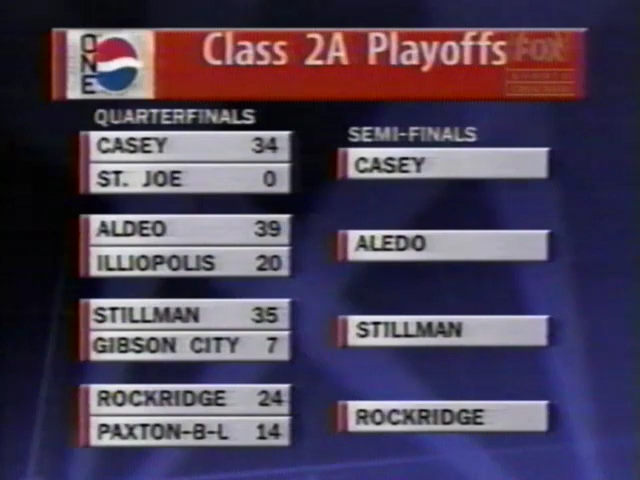 ONE
Class 2A Playoffs
FOX
QUARTERFINALS
CASEY 34
ST. JOE 0
ALDEO 39
ILLIOPOLIS 20
STILLMAN 35
GIBSON CITY 7
ROCKRIDGE 24
PAXTON-B-L 14
SEMI-FINALS
CASEY
ALEDO
STILLMAN
ROCKRIDGE